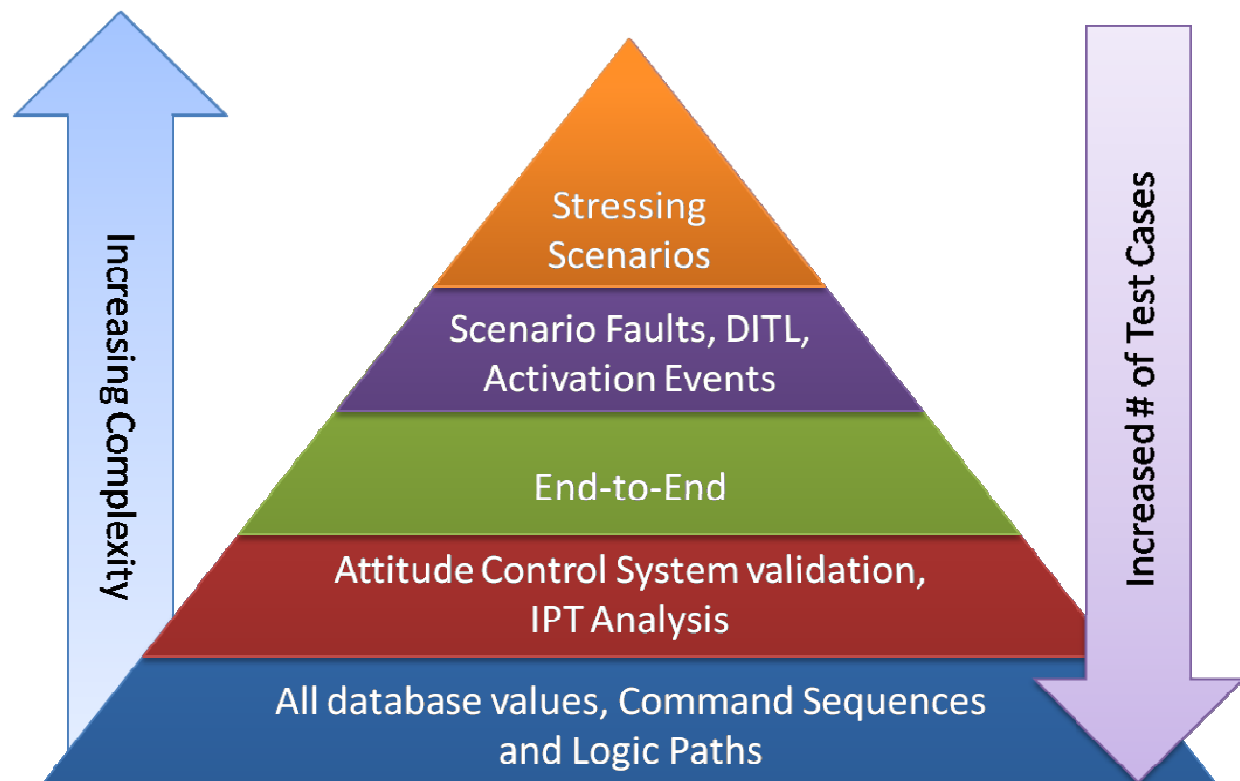 Increasing Complexity
Stressing
Scenarios
Scenario Faults, DITL,
Activation Events
End-to-End
Attitude Control System validation,
IPT Analysis
All database values, Command Sequences
and Logic Paths
Increased # of Test Cases